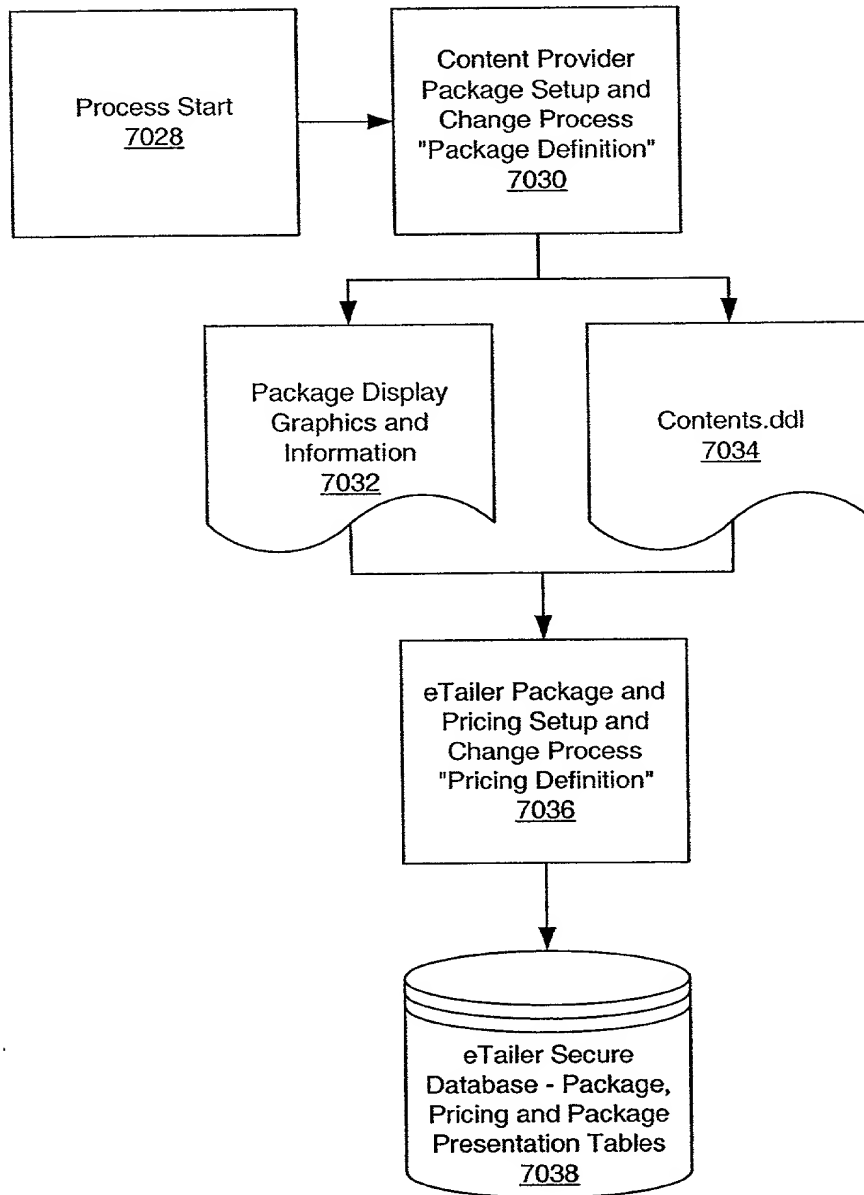 Process Start
7028
Content Provider
Package Setup and
Change Process
"Package Definition"
7030
Package Display
Graphics and
Information
7032
Contents.ddl
7034
eTailer Package and
Pricing Setup and
Change Process
"Pricing Definition"
7036
eTailer Secure
Database - Package,
Pricing and Package
Presentation Tables
7038